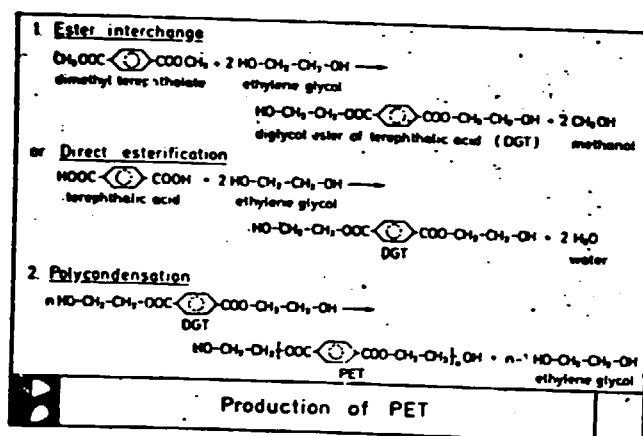 1. Ester interchange
CH₃OOC-⌬-COOCH₃ + 2 HO-CH₂-CH₂-OH ⟶
dimethyl terephthalate ethylene glycol
HO-CH₂-CH₂-OOC-⌬-COO-CH₂-CH₂-OH + 2 CH₃OH
diglycol ester of terephthalic acid (DGT) methanol
or Direct esterification
HOOC-⌬-COOH + 2 HO-CH₂-CH₂-OH ⟶
terephthalic acid ethylene glycol
HO-CH₂-CH₂-OOC-⌬-COO-CH₂-CH₂-OH + 2 H₂O
DGT water
2. Polycondensation
n HO-CH₂-CH₂-OOC-⌬-COO-CH₂-CH₂-OH ⟶
DGT
HO-CH₂-CH₂-[OOC-⌬-COO-CH₂-CH₂-]ₙOH + n-1 HO-CH₂-CH₂-OH
PET ethylene glycol
Production of PET